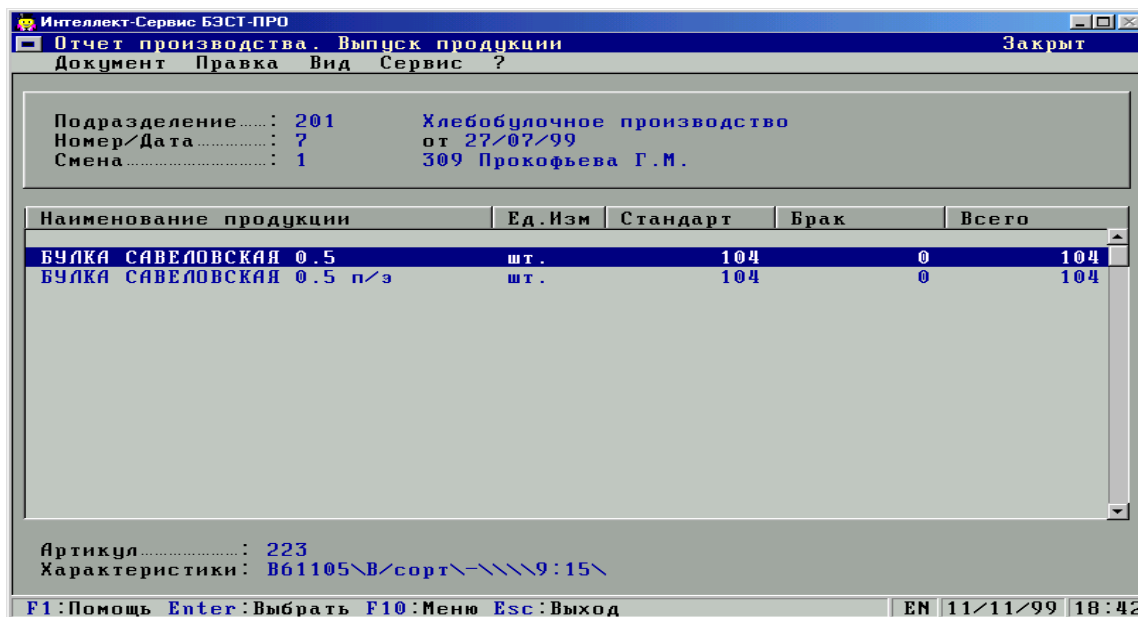 Интеллект-Сервис БЭСТ-ПРО
Отчет производства. Выпуск продукции Закрыт
Документ Правка Вид Сервис ?
Подразделение......: 201 Хлебобулочное производство
Номер/Дата............: 7 от 27/07/99
Смена.....................: 1 309 Прокофьева Г.М.
Наименование продукции Ед.Изм Стандарт Брак Всего
БУЛКА САВЕЛОВСКАЯ 0.5 шт. 104 0 104
БУЛКА САВЕЛОВСКАЯ 0.5 п/э шт. 104 0 104
Артикул..................: 223
Характеристики: В61105\В/сорт\-\\\\9:15\
F1:Помощь Enter:Выбрать F10:Меню Esc:Выход EN 11/11/99 18:42